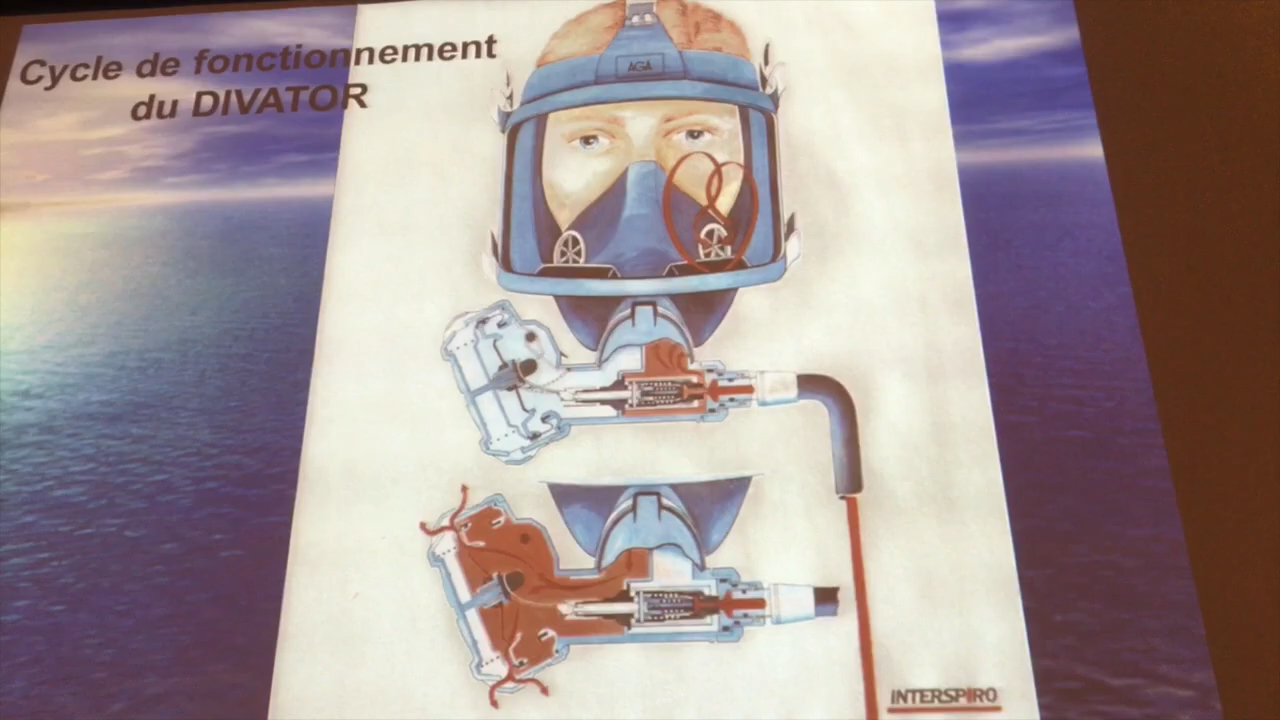 Cycle de fonctionnement
du DIVATOR
AGA
INTERSPIRO